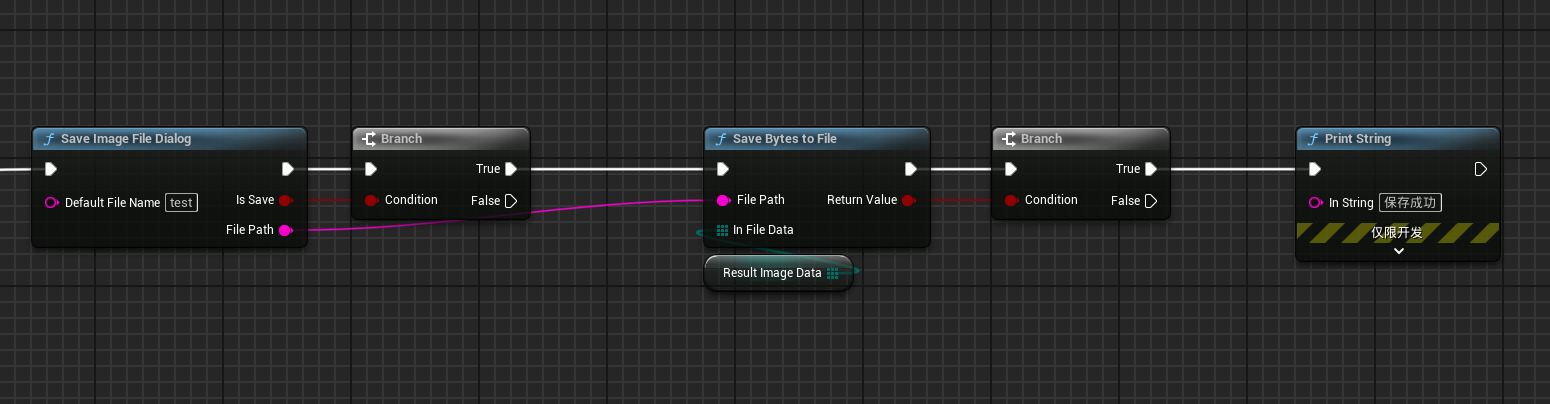 Save Image File Dialog
Default File Name test
Is Save
File Path
Branch
Condition
True
False
Save Bytes to File
File Path
In File Data
Return Value
Result Image Data
Branch
Condition
True
False
Print String
In String 保存成功
仅限开发